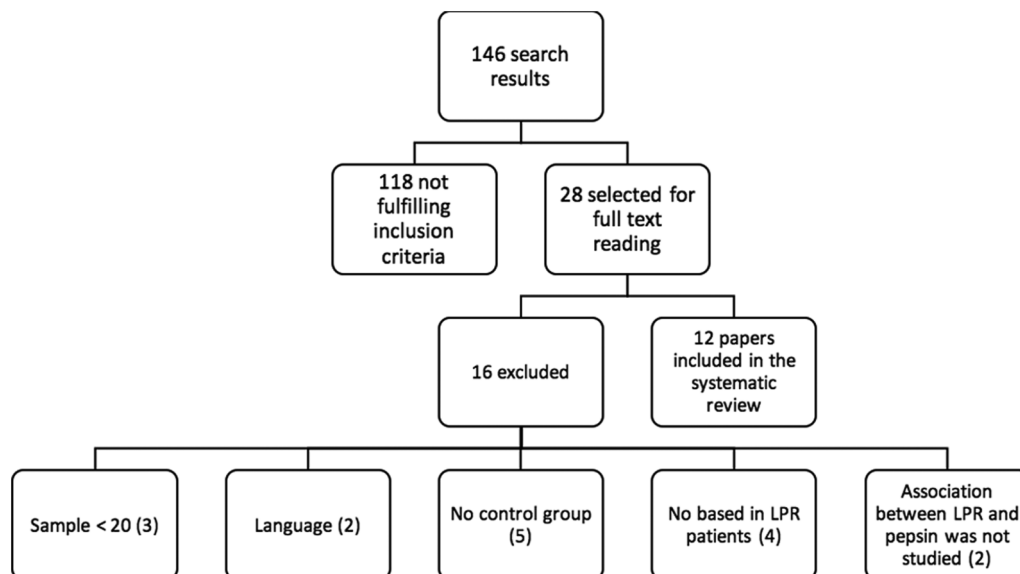 146 search
results
118 not
fulfilling
inclusion
criteria
28 selected for
full text
reading
16 excluded
12 papers
included in the
systematic
review
Sample < 20 (3)
Language (2)
No control group
(5)
No based in LPR
patients (4)
Association
between LPR and
pepsin was not
studied (2)